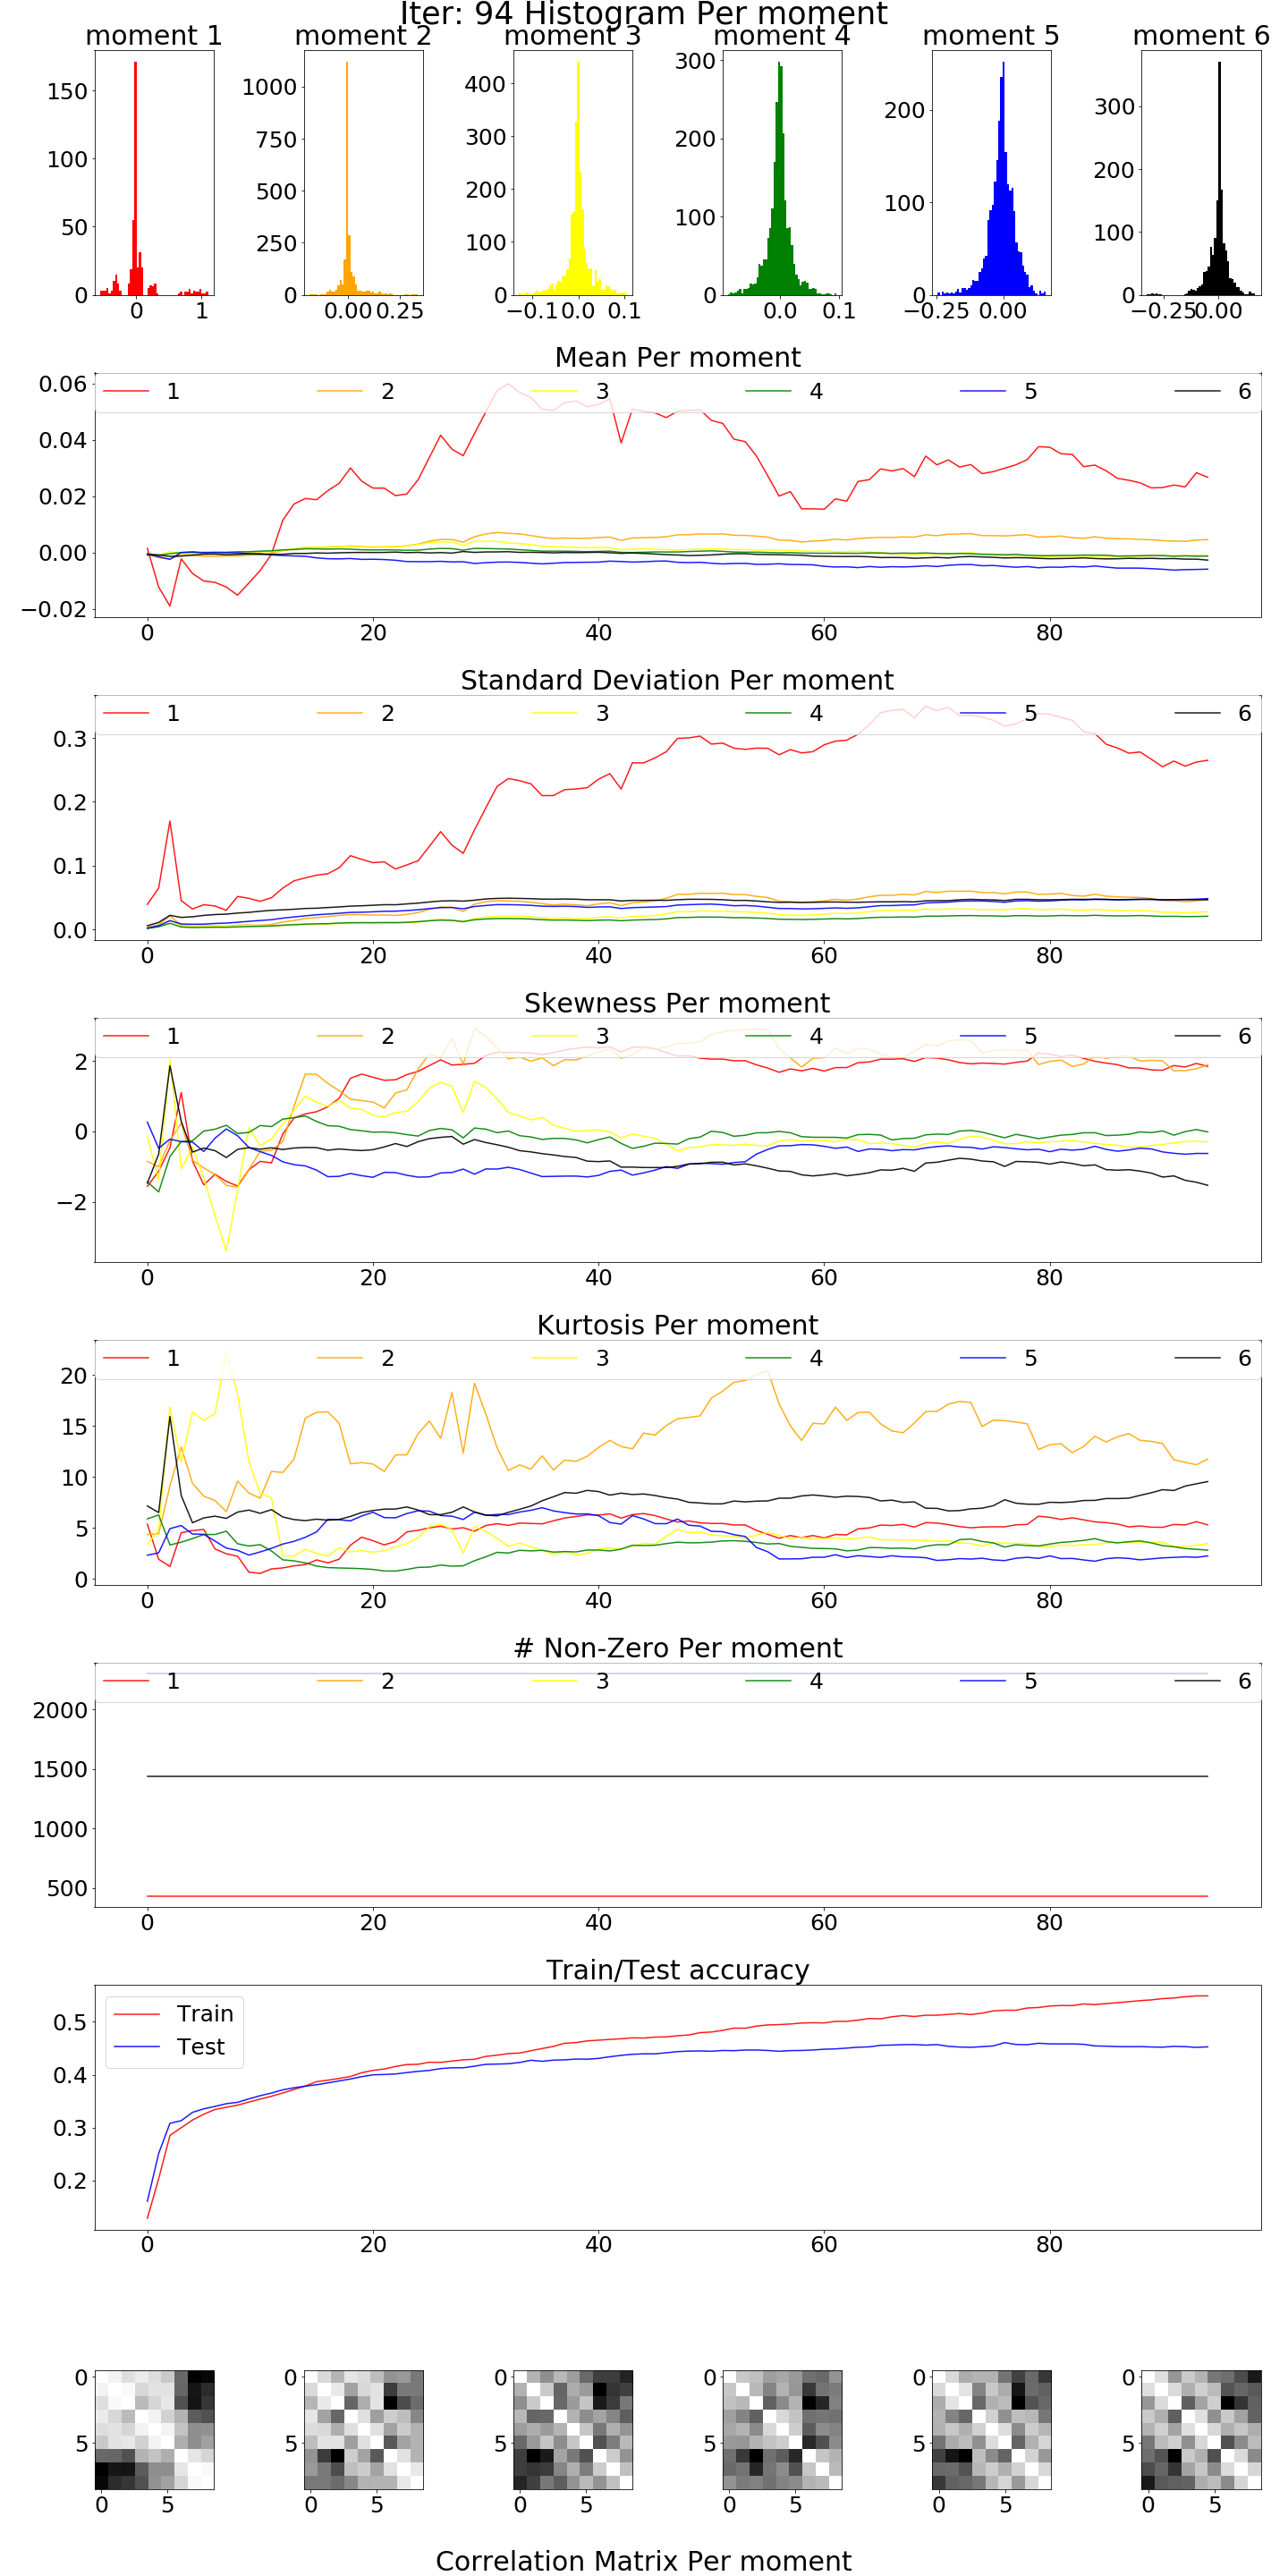 Iter: 94 Histogram Per moment
moment 1 moment 2 moment 3 moment 4 moment 5 moment 6
150 100 50 0
0 1
1000 750 500 250 0
0.00 0.25
400 300 200 100 0
−0.1 0.0 0.1
300 200 100 0
0.0 0.1
200 100 0
−0.25 0.00
300 200 100 0
−0.25 0.00
Mean Per moment
1 2 3 4 5 6
0.06
0.04
0.02
0.00
−0.02
0 20 40 60 80
Standard Deviation Per moment
1 2 3 4 5 6
0.3
0.2
0.1
0.0
0 20 40 60 80
Skewness Per moment
1 2 3 4 5 6
2
0
−2
0 20 40 60 80
Kurtosis Per moment
1 2 3 4 5 6
20
15
10
5
0
0 20 40 60 80
# Non-Zero Per moment
1 2 3 4 5 6
2000
1500
1000
500
0 20 40 60 80
Train/Test accuracy
Train
Test
0.5
0.4
0.3
0.2
0 20 40 60 80
0 0 0 0 0 0
5 5 5 5 5 5
0 5 0 5 0 5 0 5 0 5 0 5
Correlation Matrix Per moment